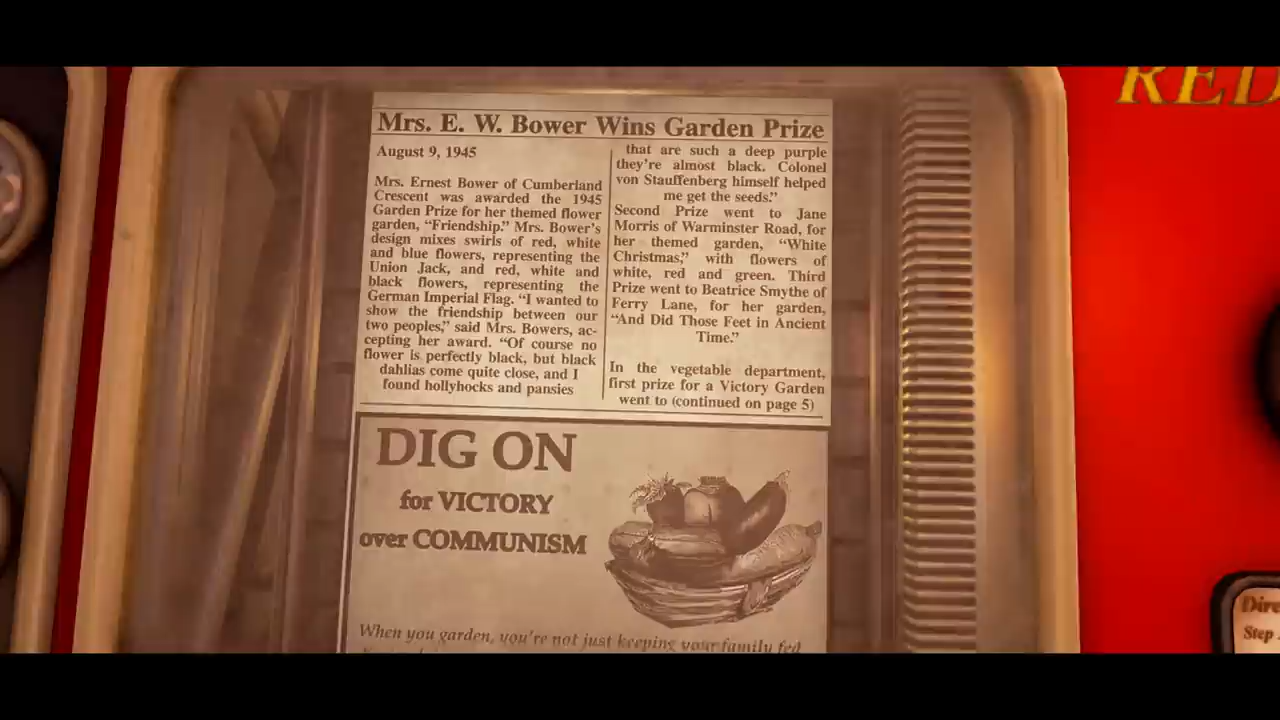 RED
Mrs. E. W. Bower Wins Garden Prize
August 9, 1945
Mrs. Ernest Bower of Cumberland
Crescent was awarded the 1945
Garden Prize for her themed flower
garden, “Friendship.” Mrs. Bower’s
design mixes swirls of red, white
and blue flowers, representing the
Union Jack, and red, white and
black flowers, representing the
German Imperial Flag. “I wanted to
show the friendship between our
two peoples,” said Mrs. Bowers, ac-
cepting her award. “Of course no
flower is perfectly black, but black
dahlias come quite close, and I
found hollyhocks and pansies
that are such a deep purple
they’re almost black. Colonel
von Stauffenberg himself helped
me get the seeds.”
Second Prize went to Jane
Morris of Warminster Road, for
her themed garden, “White
Christmas,” with flowers of
white, red and green. Third
Prize went to Beatrice Smythe of
Ferry Lane, for her garden,
“And Did Those Feet in Ancient
Time.”
In the vegetable department,
first prize for a Victory Garden
went to (continued on page 5)
DIG ON
for VICTORY
over COMMUNISM
When you garden, you’re not just keeping your family fed
Step